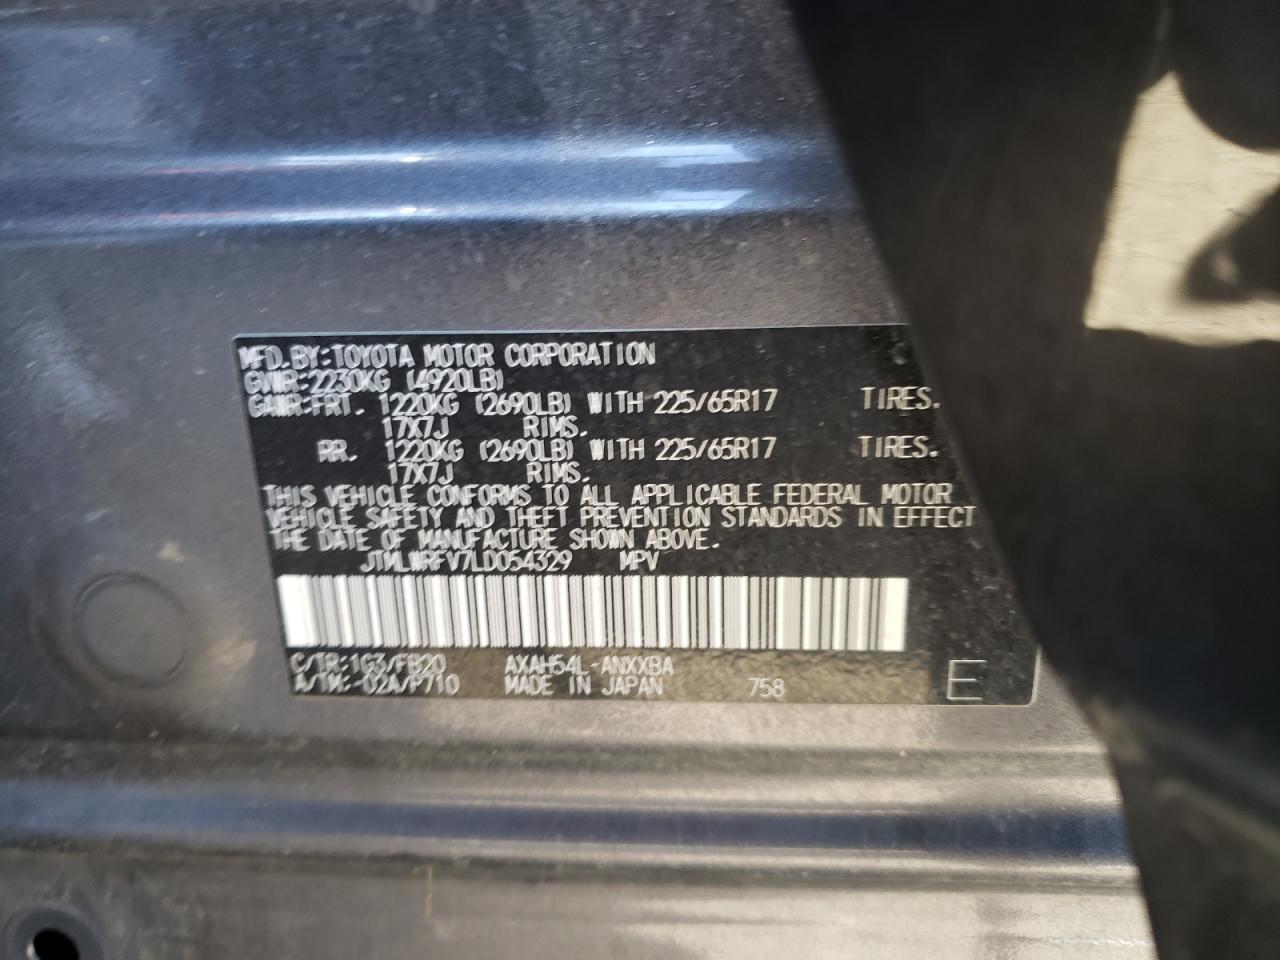 MFD.BY:TOYOTA MOTOR CORPORATION
GVWR:2230KG (4920LB)
GAWR:FRT. 1220KG (2690LB) WITH 225/65R17 TIRES.
17X7J RIMS.
RR. 1220KG (2690LB) WITH 225/65R17 TIRES.
17X7J RIMS.
THIS VEHICLE CONFORMS TO ALL APPLICABLE FEDERAL MOTOR
VEHICLE SAFETY AND THEFT PREVENTION STANDARDS IN EFFECT
THE DATE OF MANUFACTURE SHOWN ABOVE.
JTMLWRFV7LD054329 MPV
C/TR:1G3/FB20 AXAH54L-ANXXBA
A/TM:-02A/P710 MADE IN JAPAN 758 E